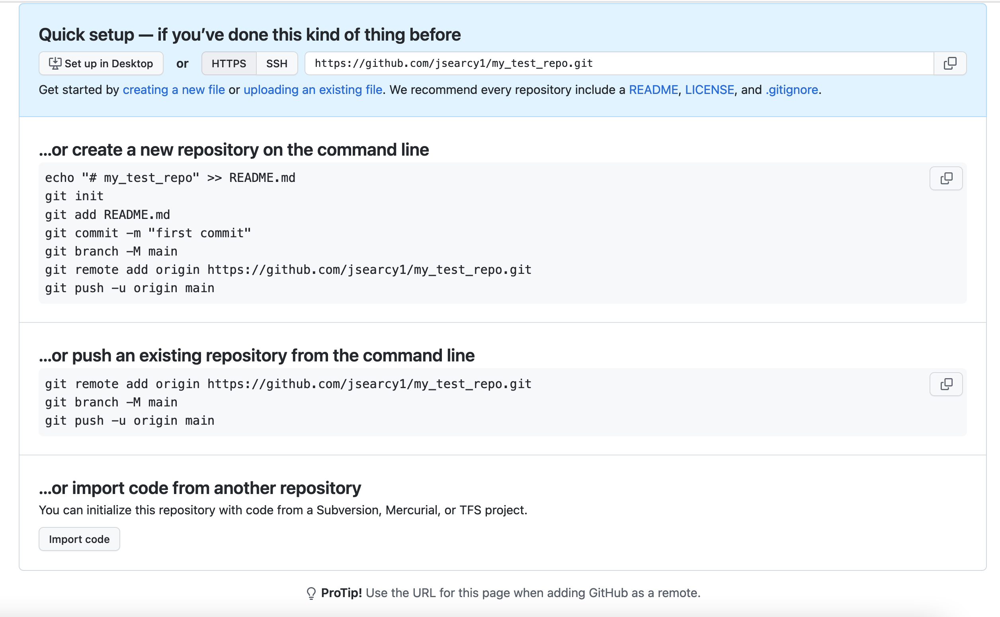 Quick setup — if you’ve done this kind of thing before
Set up in Desktop or HTTPS SSH https://github.com/jsearcy1/my_test_repo.git
Get started by creating a new file or uploading an existing file. We recommend every repository include a README, LICENSE, and .gitignore.
…or create a new repository on the command line
echo "# my_test_repo" >> README.md
git init
git add README.md
git commit -m "first commit"
git branch -M main
git remote add origin https://github.com/jsearcy1/my_test_repo.git
git push -u origin main
…or push an existing repository from the command line
git remote add origin https://github.com/jsearcy1/my_test_repo.git
git branch -M main
git push -u origin main
…or import code from another repository
You can initialize this repository with code from a Subversion, Mercurial, or TFS project.
Import code
ProTip! Use the URL for this page when adding GitHub as a remote.